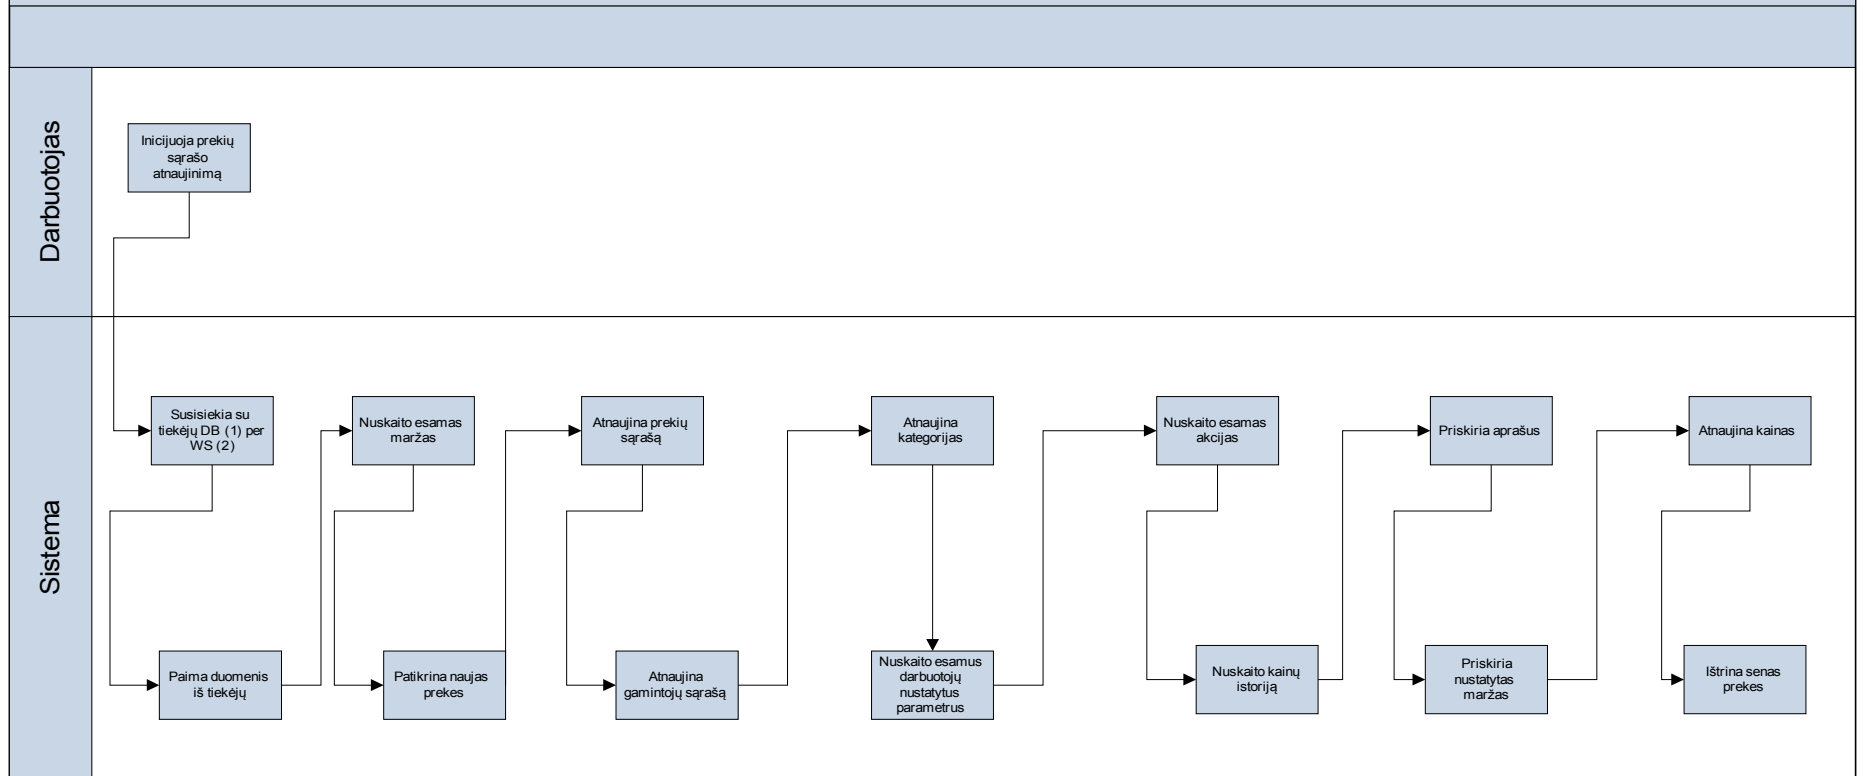 Darbuotojas
Inicijuoja prekių
sąrašo
atnaujinimą
Sistema
Susisiekia su
tiekėjų DB (1) per
WS (2)
Paima duomenis
iš tiekėjų
Nuskaito esamas
maržas
Patikrina naujas
prekes
Atnaujina prekių
sąrašą
Atnaujina
gamintojų sąrašą
Atnaujina
kategorijas
Nuskaito esamus
darbuotojų
nustatytus
parametrus
Nuskaito esamas
akcijas
Nuskaito kainų
istoriją
Priskiria aprašus
Priskiria
nustatytas
maržas
Atnaujina kainas
Ištrina senas
prekes